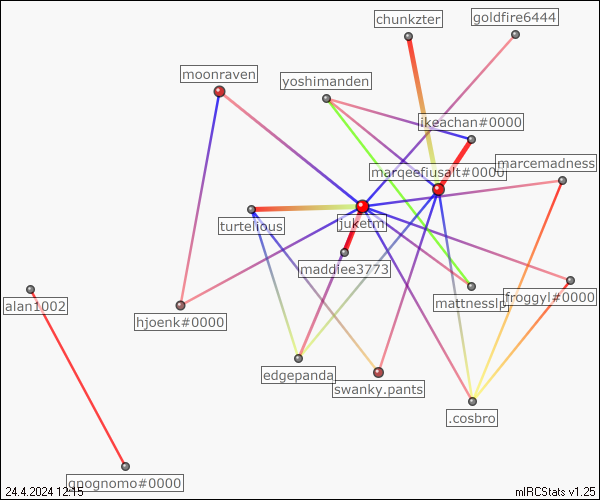 goldfire6444
chunkzter
moonraven
yoshimanden
ikeachan#0000
marcemadness
marqeefiusalt#0000
turtelious
juketm
maddiee3773
alan1002
mattnesslp
froggyl#0000
hjoenk#0000
edgepanda
swanky.pants
.cosbro
gnognomo#0000
24.4.2024 12:15
mIRCStats v1.25